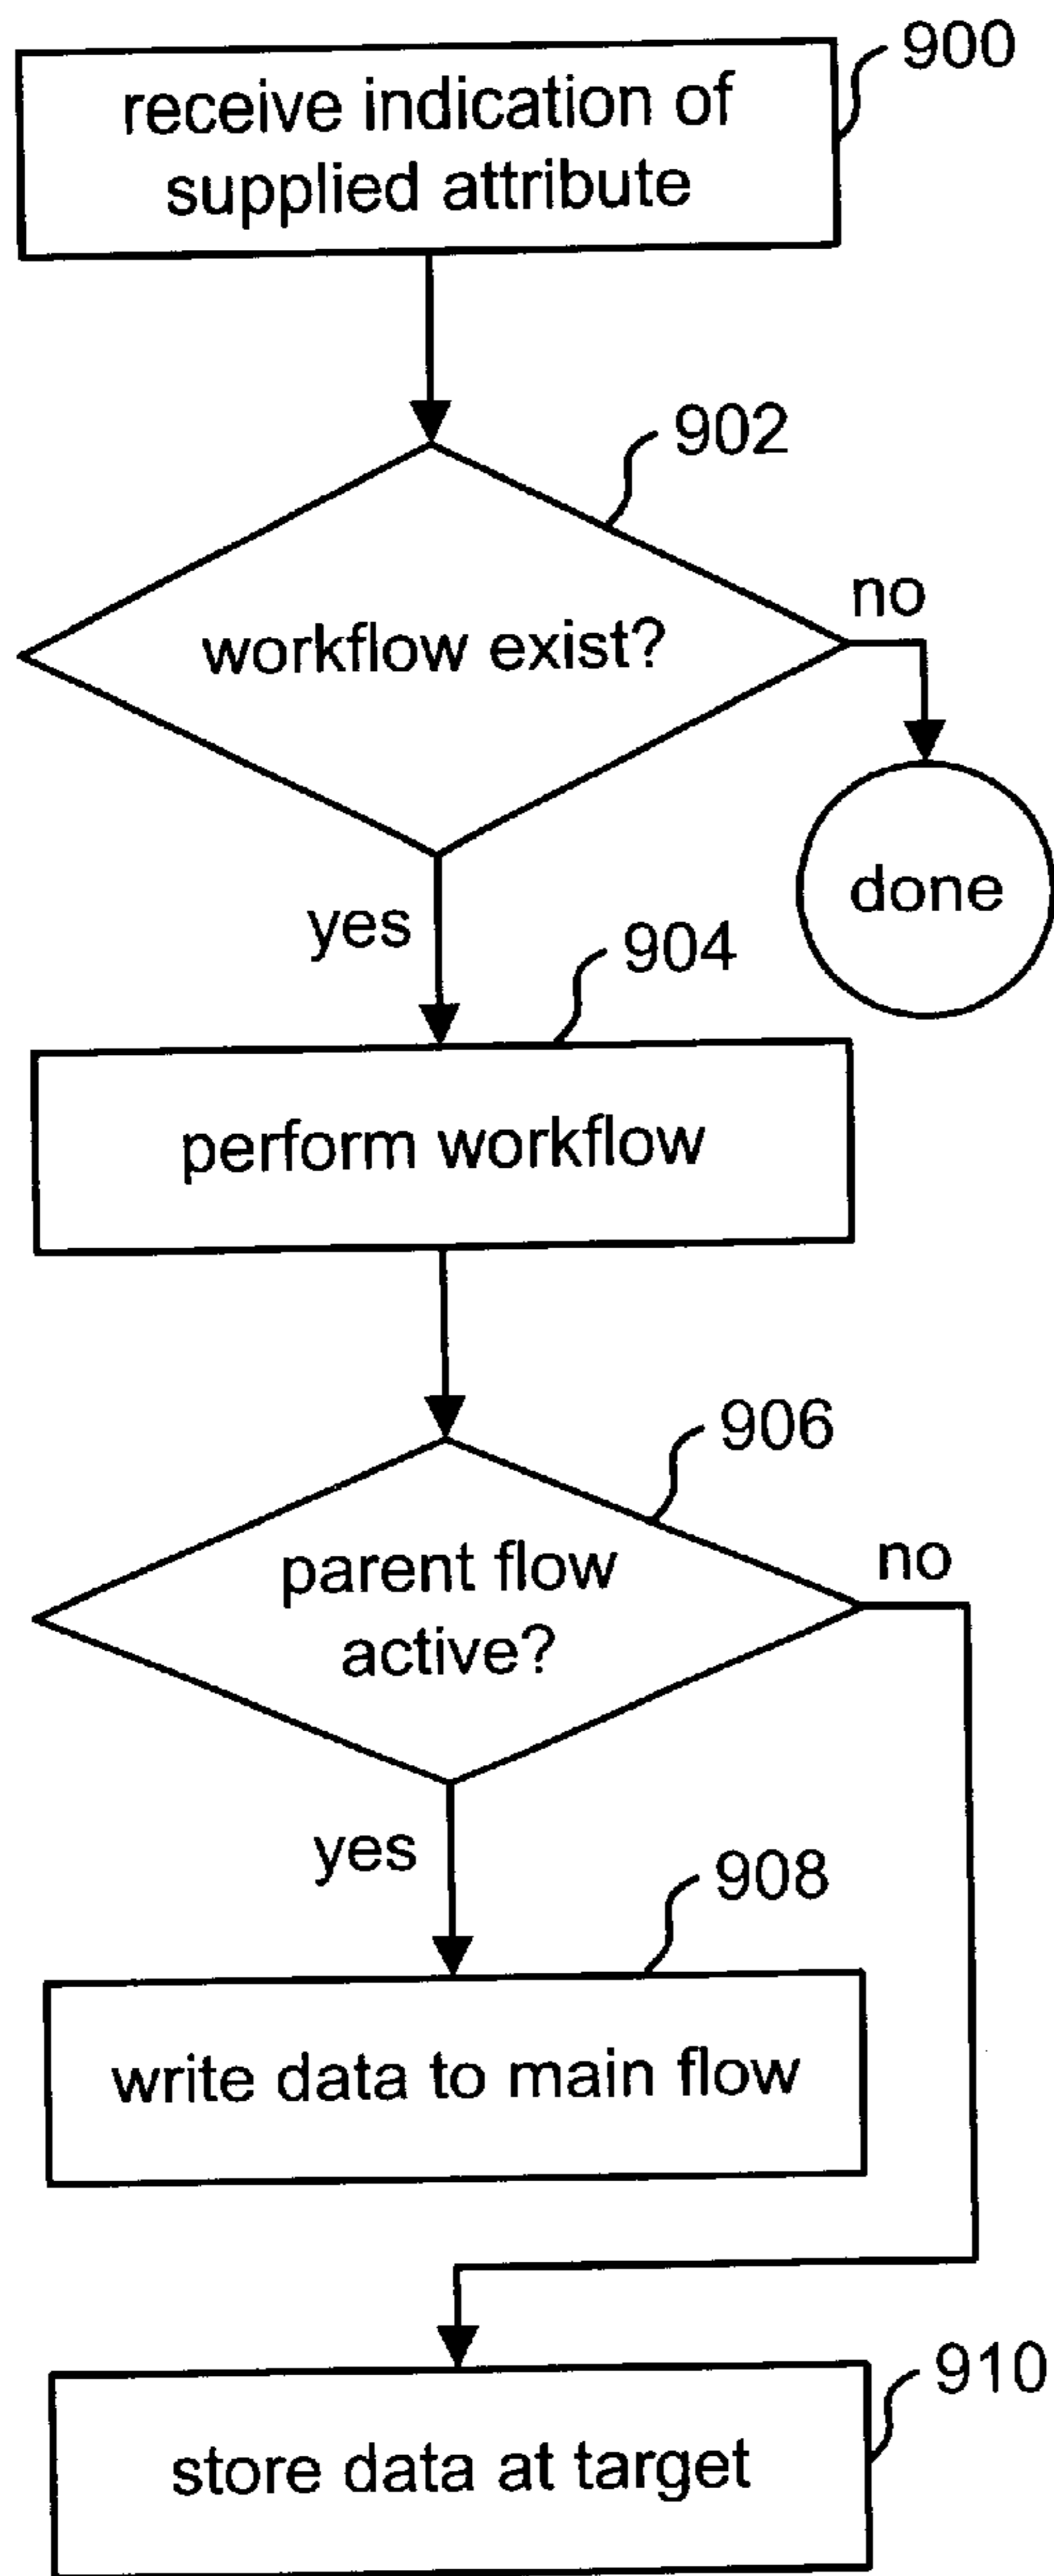 900
receive indication of
supplied attribute
902
no
workflow exist?
done
yes
904
perform workflow
906
parent flow
active?
no
yes
908
write data to main flow
910
store data at target